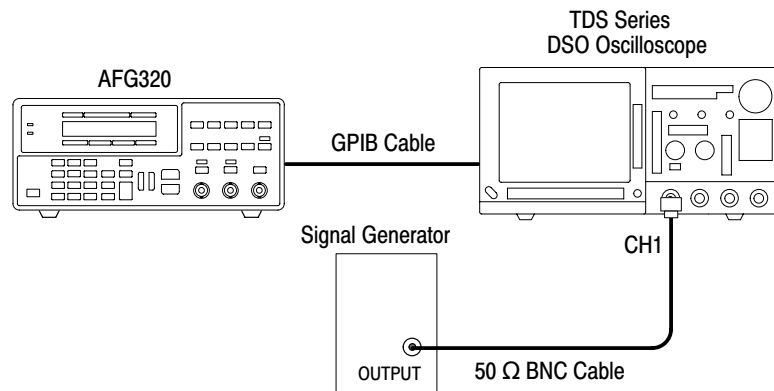 TDS Series
DSO Oscilloscope
AFG320
GPIB Cable
Signal Generator
CH1
OUTPUT
50 Ω BNC Cable